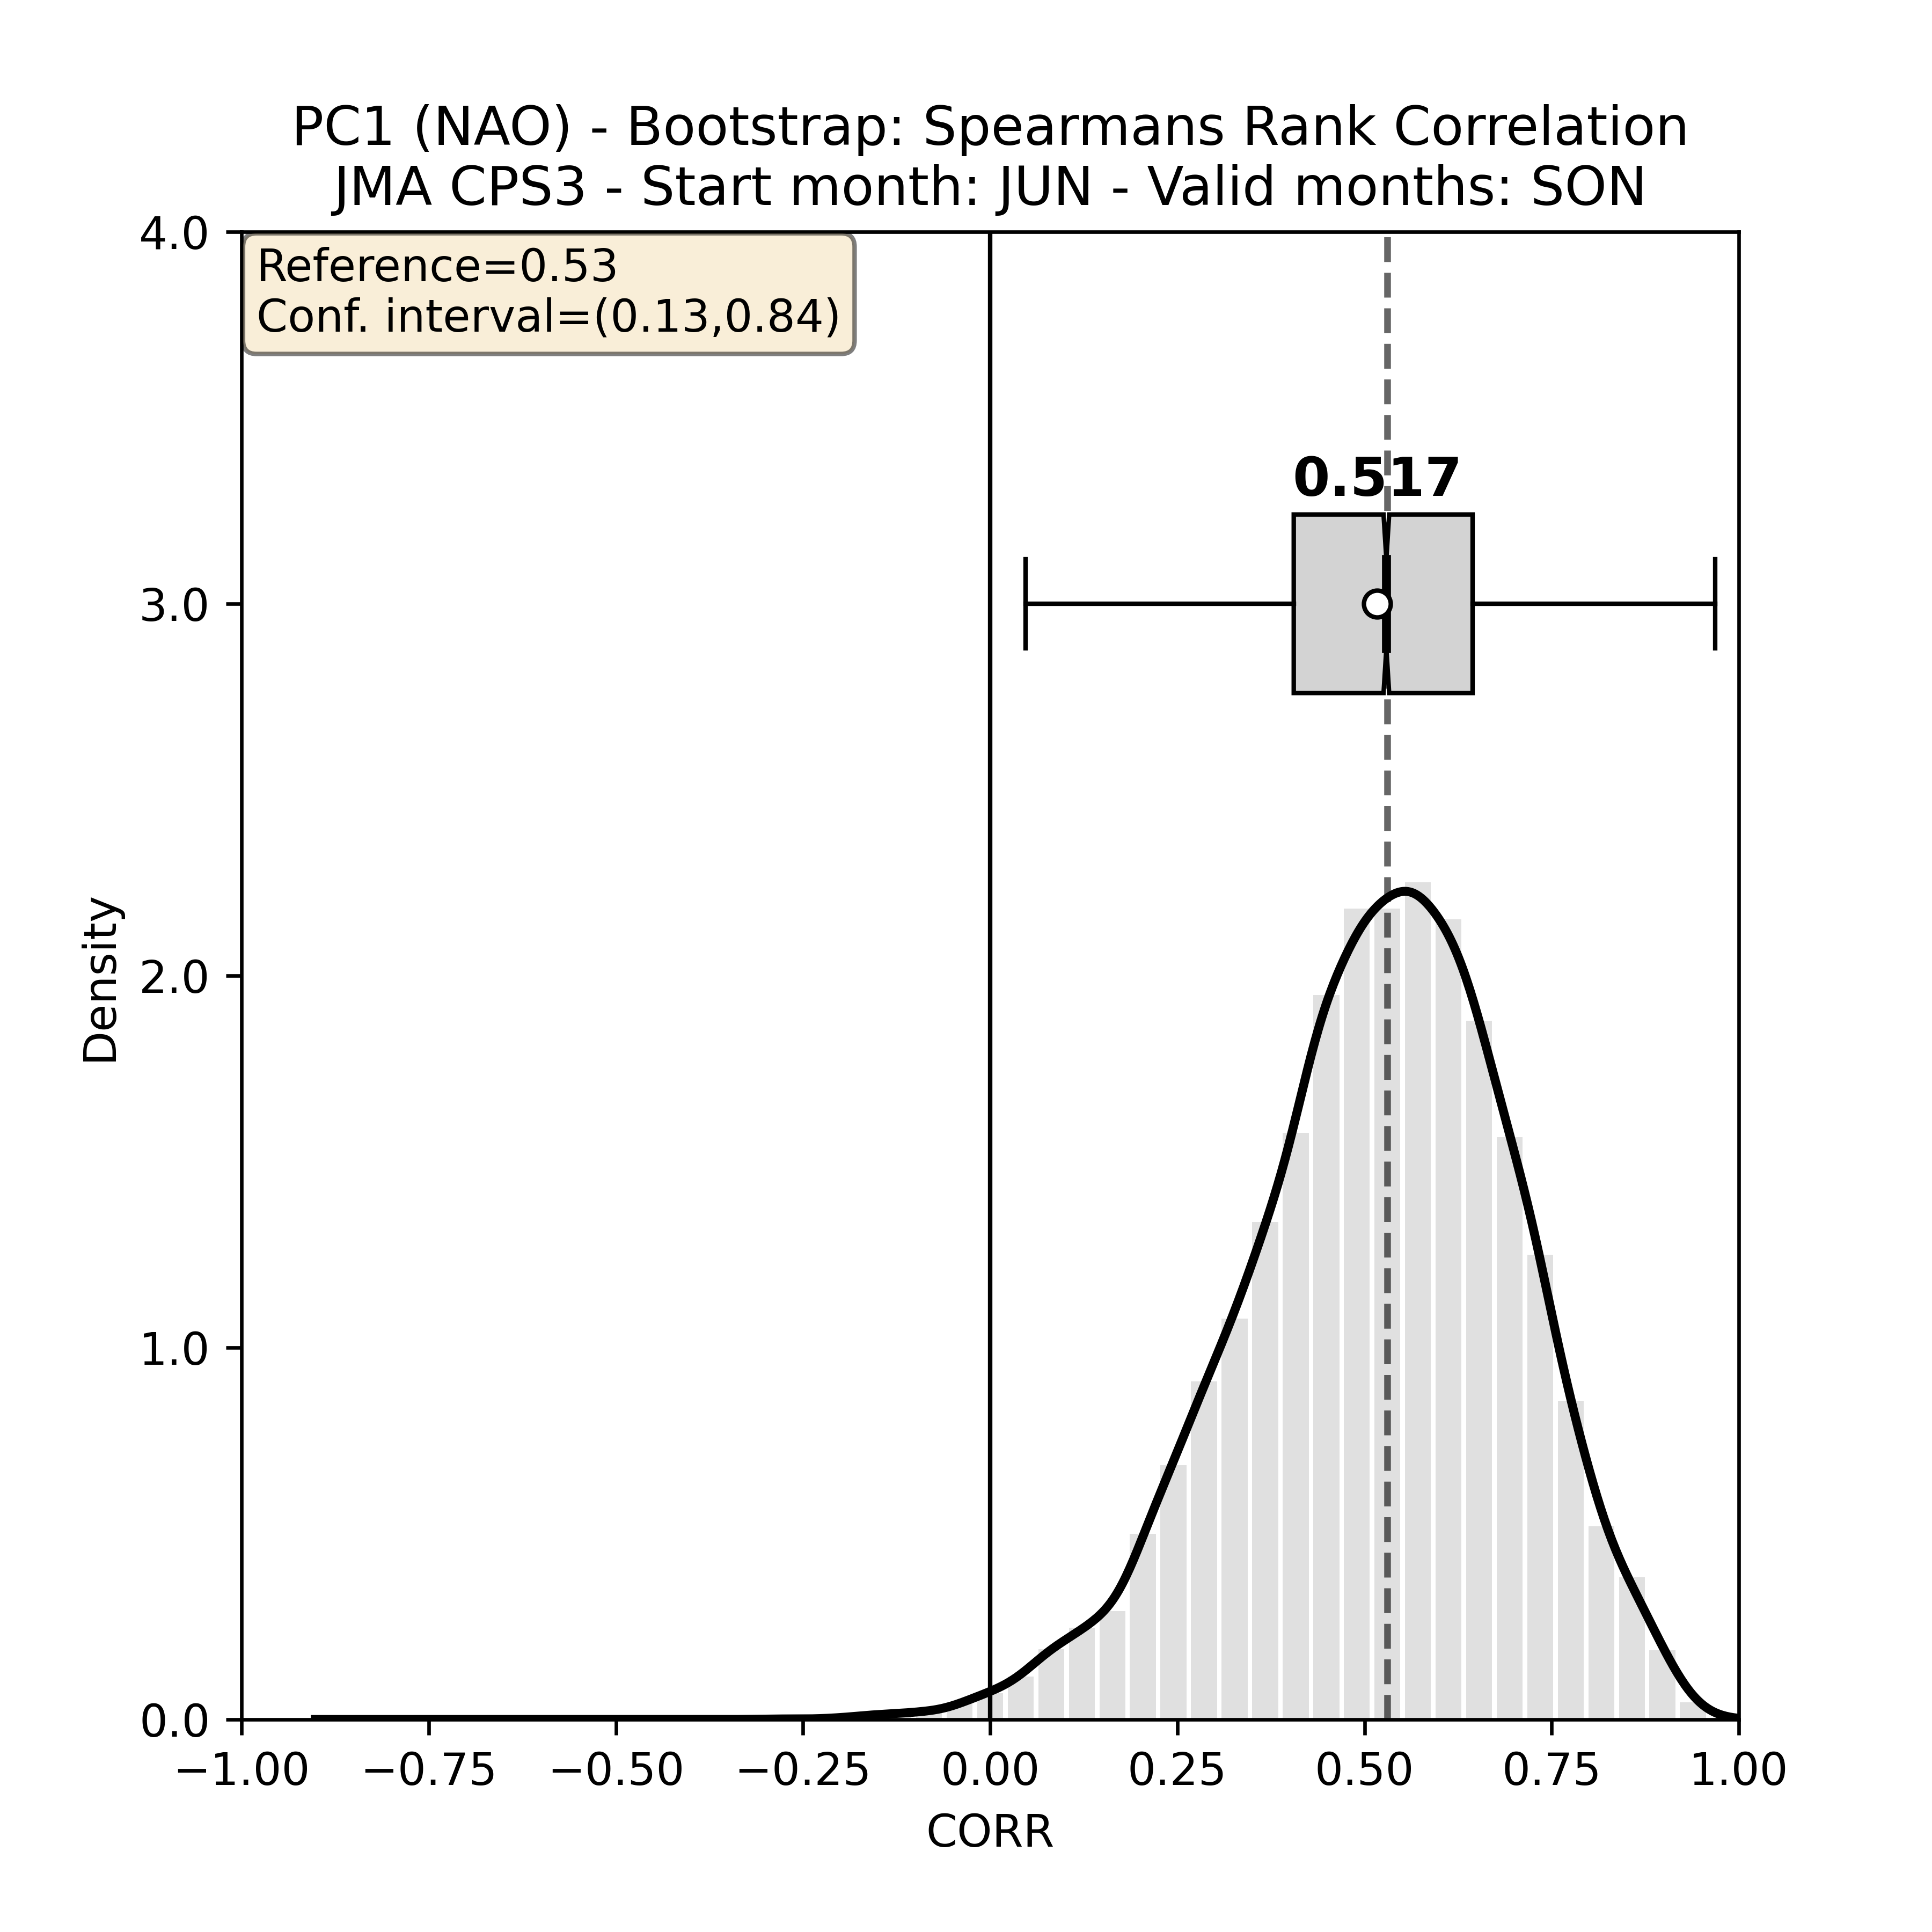 PC1 (NAO) - Bootstrap: Spearmans Rank Correlation
JMA CPS3 - Start month: JUN - Valid months: SON
4.0
Reference=0.53
Conf. interval=(0.13,0.84)
0.517
3.0
2.0
Density
1.0
0.0
−1.00 −0.75 −0.50 −0.25 0.00 0.25 0.50 0.75 1.00
CORR